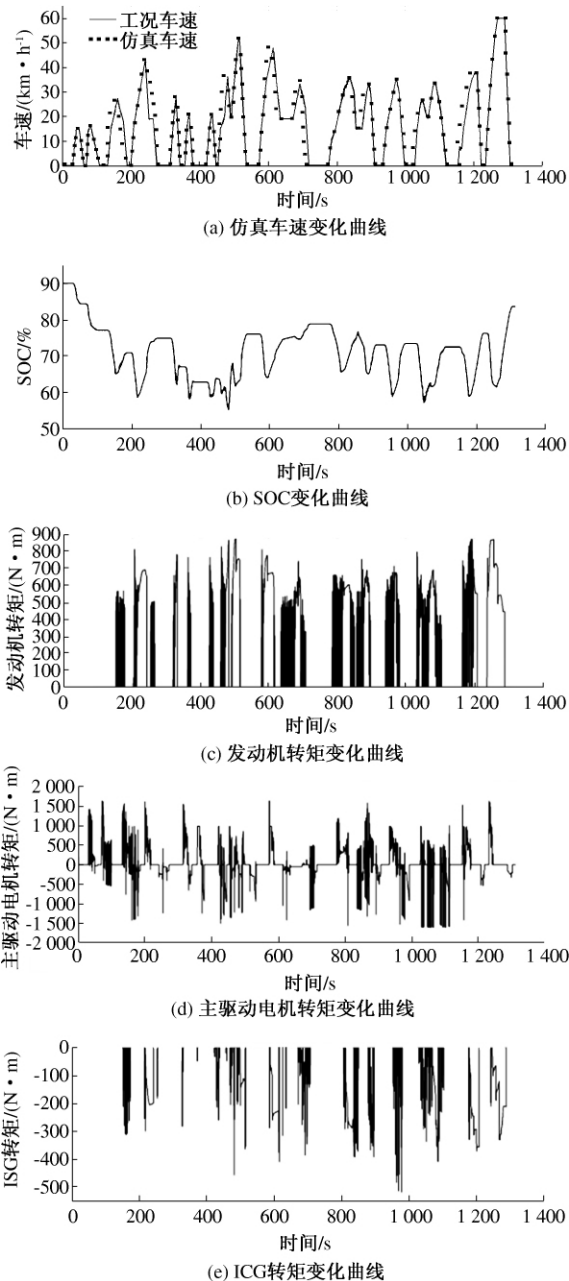 工况车速
仿真车速
车速/(km·h⁻¹)
60
50
40
30
20
10
0
0 200 400 600 800 1 000 1 200 1 400
时间/s
(a) 仿真车速变化曲线
SOC/%
90
80
70
60
50
0 200 400 600 800 1 000 1 200 1 400
时间/s
(b) SOC变化曲线
发动机转矩/(N·m)
900
800
700
600
500
400
300
200
100
0
0 200 400 600 800 1 000 1 200 1 400
时间/s
(c) 发动机转矩变化曲线
主驱动电机转矩/(N·m)
2 000
1 500
1 000
500
0
-500
-1 000
-1 500
-2 000
0 200 400 600 800 1 000 1 200 1 400
时间/s
(d) 主驱动电机转矩变化曲线
ISG转矩/(N·m)
0
-100
-200
-300
-400
-500
0 200 400 600 800 1 000 1 200 1 400
时间/s
(e) ICG转矩变化曲线